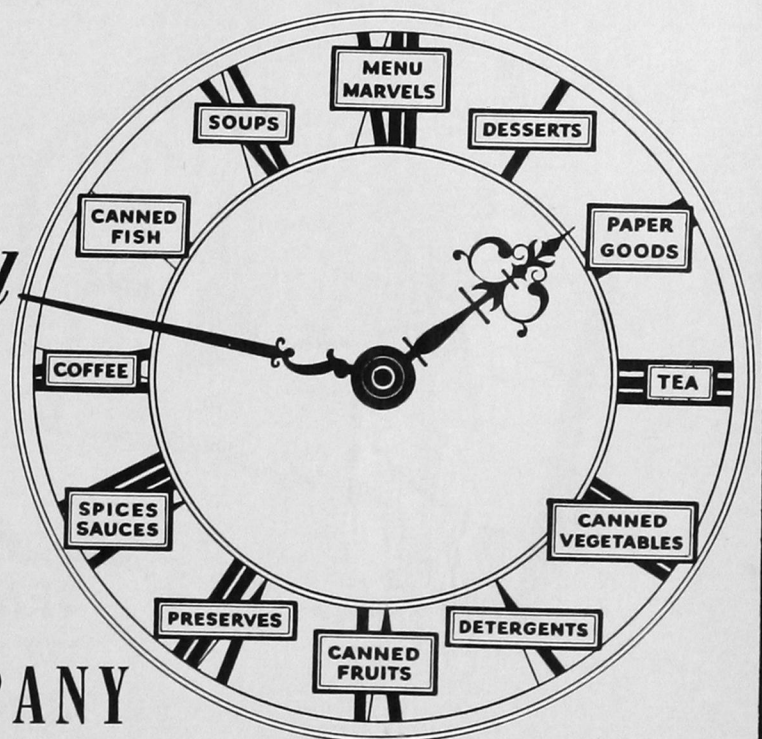 MENU
MARVELS
DESSERTS
PAPER
GOODS
TEA
CANNED
VEGETABLES
DETERGENTS
CANNED
FRUITS
PRESERVES
SPICES
SAUCES
COFFEE
CANNED
FISH
SOUPS
PANY